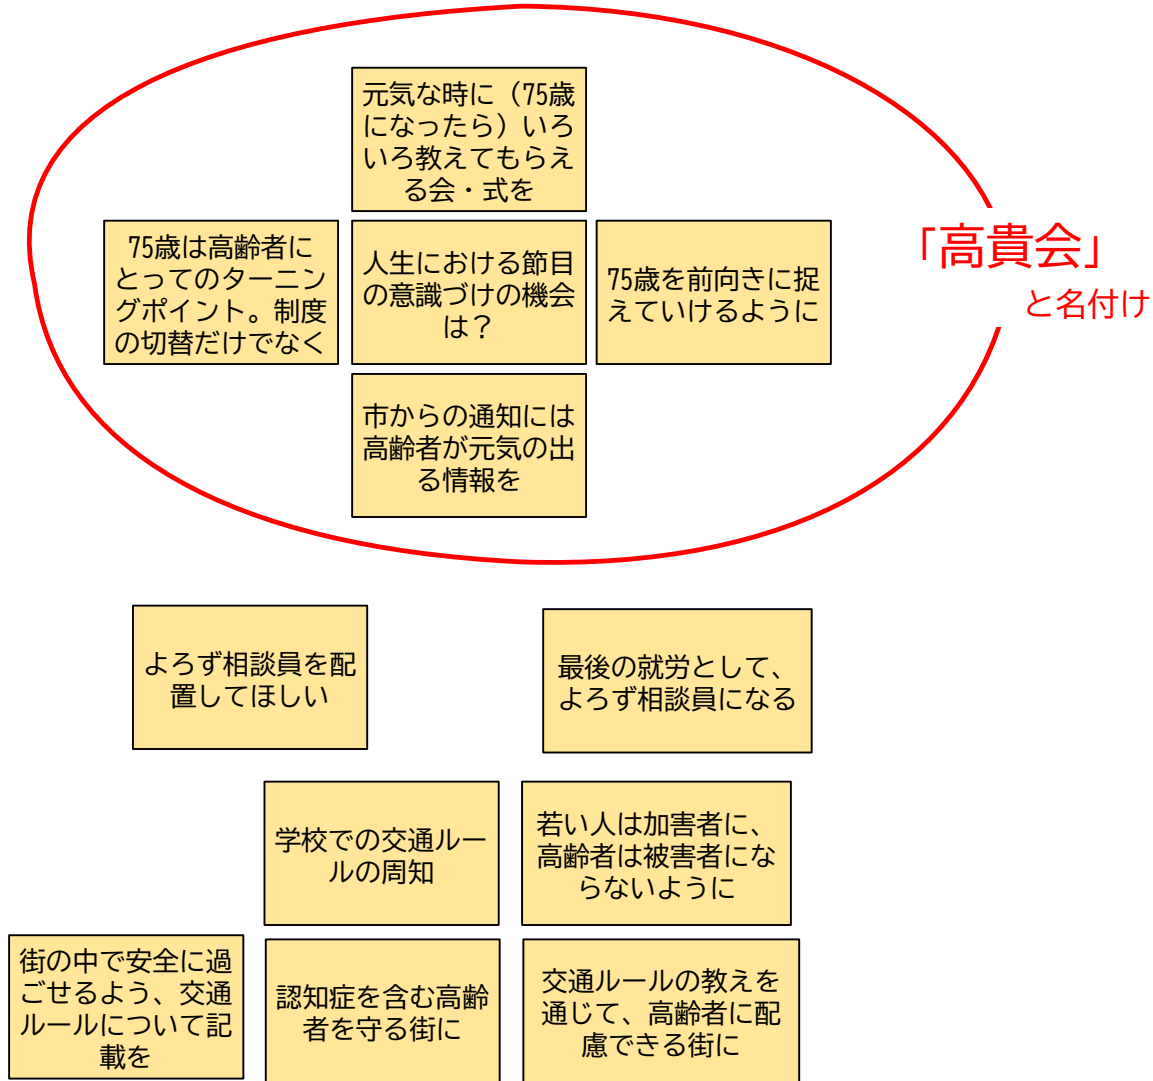 元気な時に（75歳
になったら）いろ
いろ教えてもらえ
る会・式を
75歳は高齢者に
とってのターニン
グポイント。制度
の切替だけでなく
人生における節目
の意識づけの機会
は？
75歳を前向きに捉
えていけるように
「高貴会」
と名付け
市からの通知には
高齢者が元気の出
る情報を
よろず相談員を配
置してほしい
最後の就労として、
よろず相談員になる
学校での交通ルー
ルの周知
若い人は加害者に、
高齢者は被害者にな
らないように
街の中で安全に過
ごせるよう、交通
ルールについて記
載を
認知症を含む高齢
者を守る街に
交通ルールの教えを
通じて、高齢者に配
慮できる街に